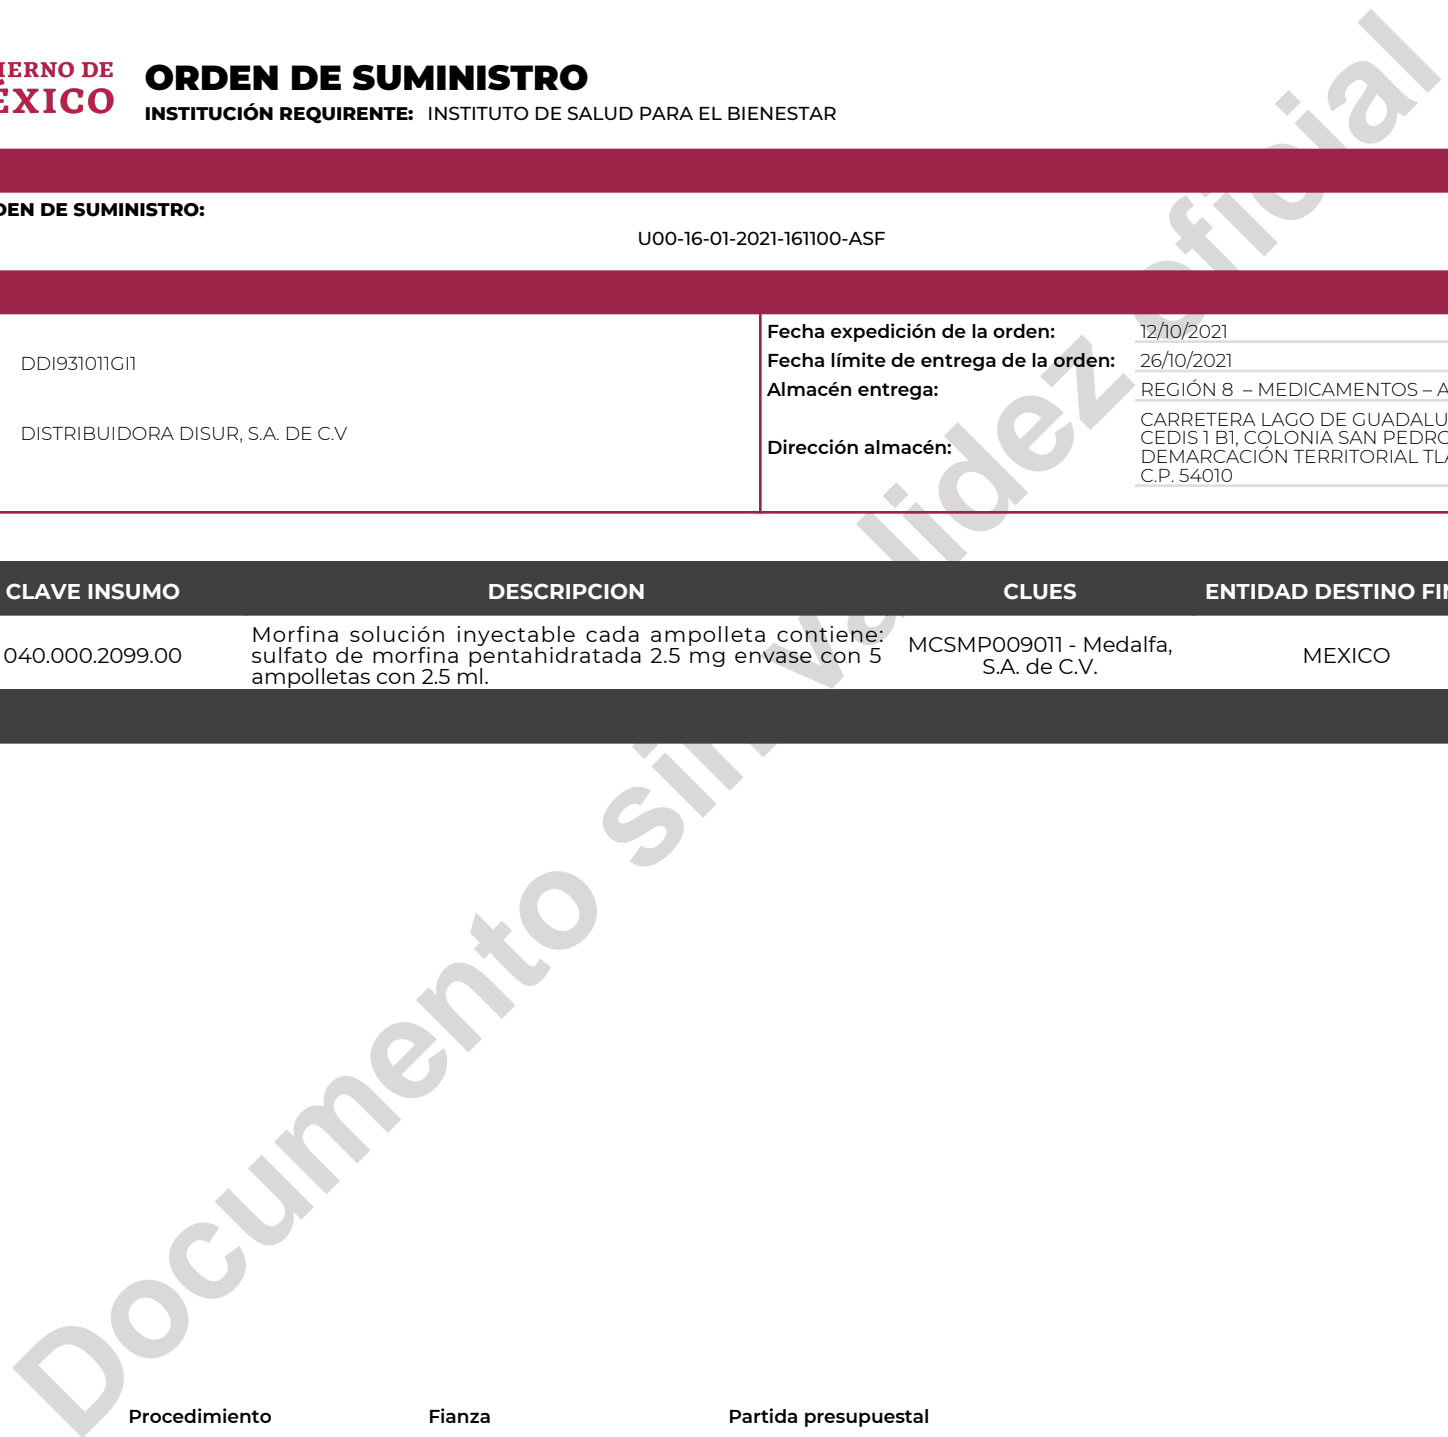 IERNO DE
ÉXICO
ORDEN DE SUMINISTRO
INSTITUCIÓN REQUIRENTE: INSTITUTO DE SALUD PARA EL BIENESTAR
DEN DE SUMINISTRO:
U00-16-01-2021-161100-ASF
DDI931011GI1
DISTRIBUIDORA DISUR, S.A. DE C.V
Fecha expedición de la orden: 12/10/2021
Fecha límite de entrega de la orden: 26/10/2021
Almacén entrega: REGIÓN 8 – MEDICAMENTOS – A
Dirección almacén:
CARRETERA LAGO DE GUADALU
CEDIS 1 B1, COLONIA SAN PEDRO
DEMARCACIÓN TERRITORIAL TLA
C.P. 54010
CLAVE INSUMO DESCRIPCION CLUES ENTIDAD DESTINO FIN
040.000.2099.00
Morfina solución inyectable cada ampolleta contiene:
sulfato de morfina pentahidratada 2.5 mg envase con 5
ampolletas con 2.5 ml.
MCSMP009011 - Medalfa,
S.A. de C.V.
MEXICO
Documento sin validez oficial
Procedimiento Fianza Partida presupuestal